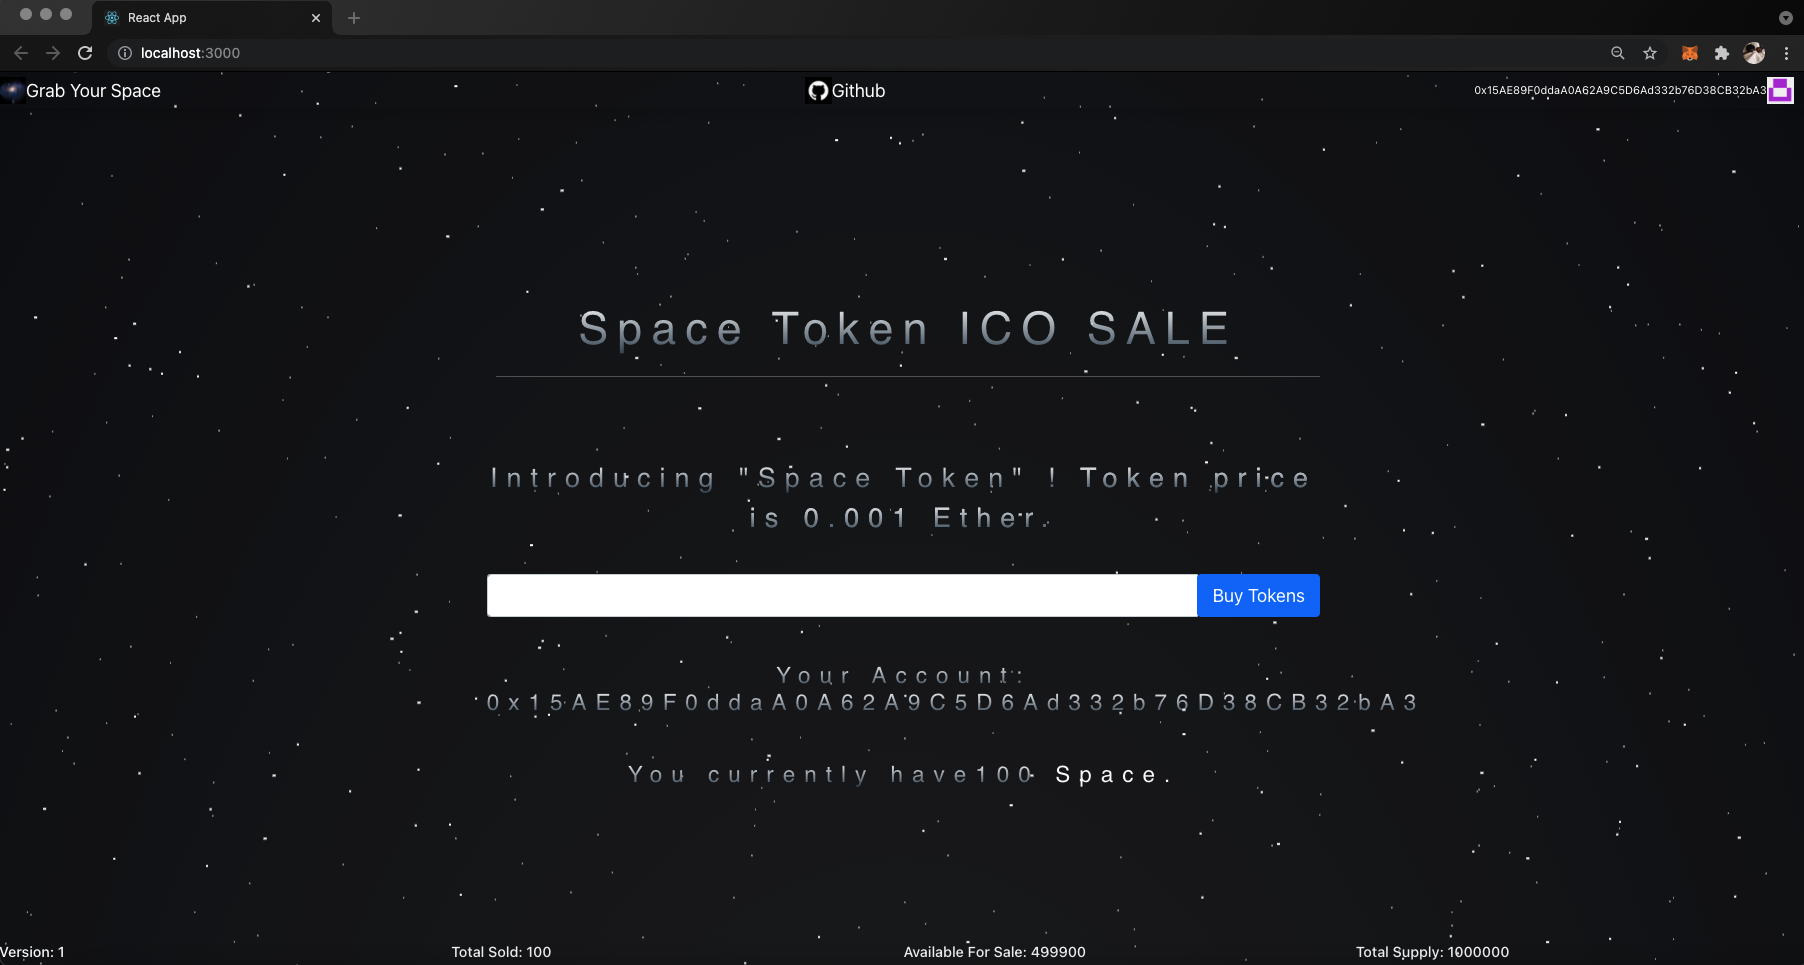 React App
localhost:3000
Grab Your Space
Github
0x15AE89F0ddaA0A62A9C5D6Ad332b76D38CB32bA3
Space Token ICO SALE
Introducing "Space Token" ! Token price
is 0.001 Ether.
Buy Tokens
Your Account:
0x15AE89F0ddaA0A62A9C5D6Ad332b76D38CB32bA3
You currently have100 Space.
Version: 1
Total Sold: 100
Available For Sale: 499900
Total Supply: 1000000